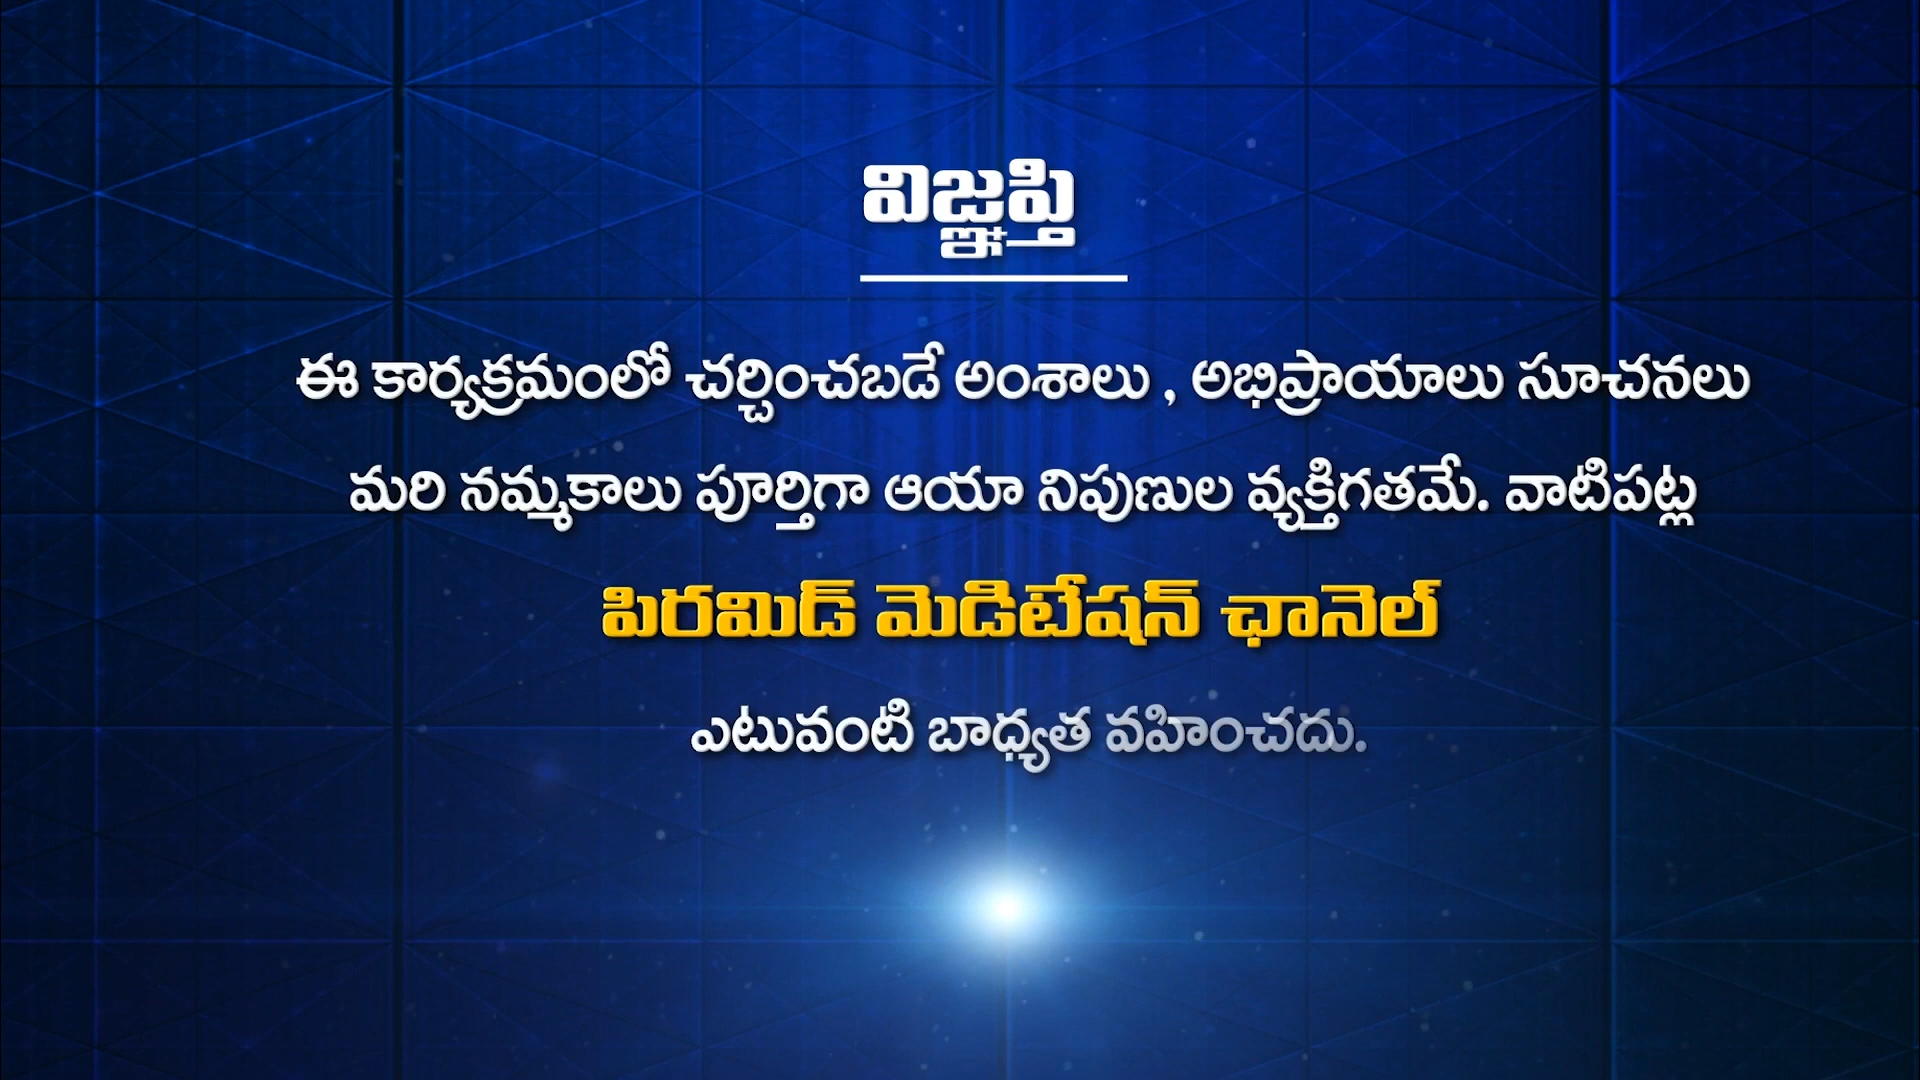 విజ్ఞప్తి
ఈ కార్యక్రమంలో చర్చించబడే అంశాలు , అభిప్రాయాలు సూచనలు
మరి నమ్మకాలు పూర్తిగా ఆయా నిపుణుల వ్యక్తిగతమే. వాటిపట్ల
పిరమిడ్ మెడిటేషన్ ఛానెల్
ఎటువంటి బాధ్యత వహించదు.